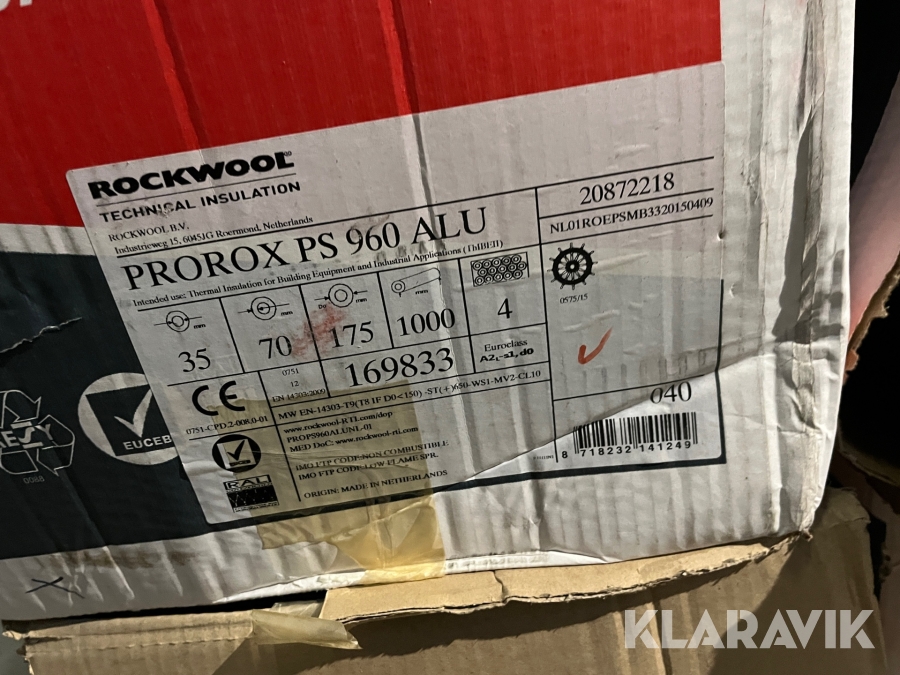 ROCKWOOL®
TECHNICAL INSULATION
ROCKWOOL B.V.
Industrieweg 15, 6045JG Roermond, Netherlands
PROROX PS 960 ALU
Intended use: Thermal Insulation for Building Equipment and Industrial Applications (ThIBEII)
20872218
NL01ROEPSMB3320150409
mm
mm
Do
mm
mm
35
70
175
1000
4
0575/15
CE
0751-CPD.2-008.0-01
0751
12
EN 14303:2009
169833
Euroclass
A2L-s1,d0
MW EN-14303-T9(T8 IF D0<150) -ST(+)650-WS1-MV2-CL10
www.rockwool-RTI.com/dop
PROPS960ALUNL-01
MED DoC: www.rockwool-rti.com
IMO FTP CODE:NON COMBUSTIBLE
IMO FTP CODE:LOW FLAME SPR.
ORIGIN: MADE IN NETHERLANDS
RAL
040
8 718232 141249
EUCEB
0088
KLARAVIK